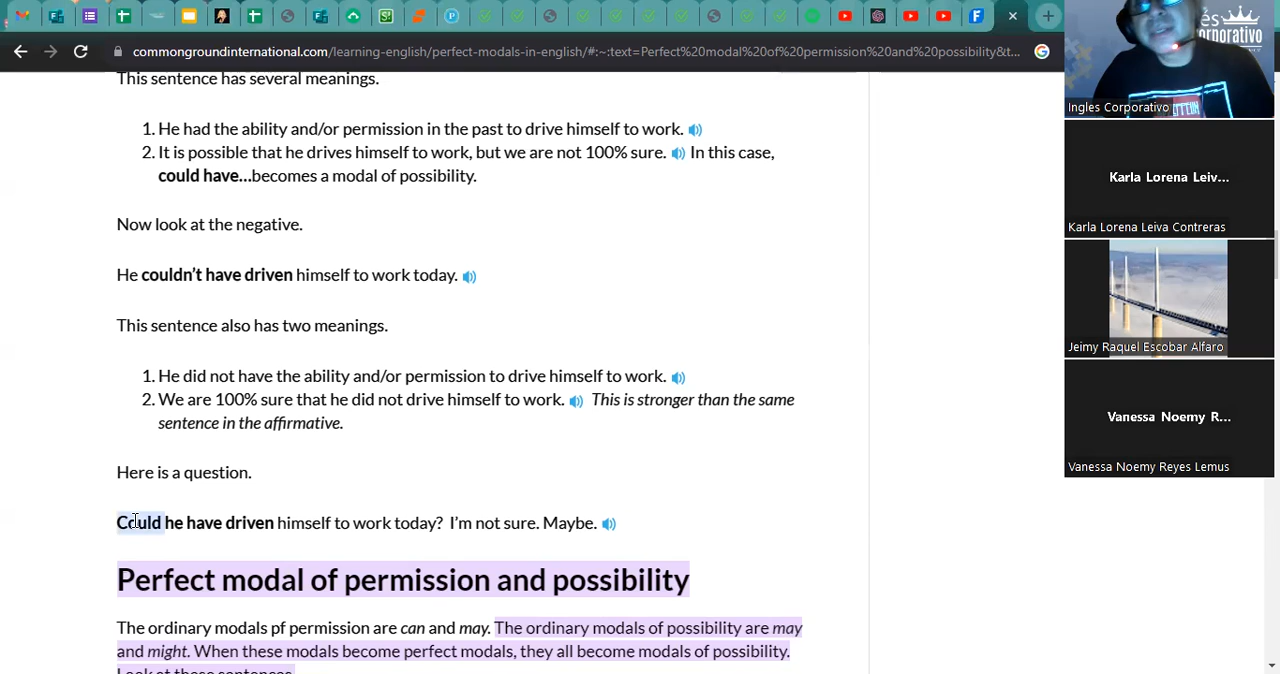 commongroundinternational.com/learning-english/perfect-modals-in-english/#:~:text=Perfect%20modal%20of%20permission%20and%20possibility&t...
This sentence has several meanings.
1. He had the ability and/or permission in the past to drive himself to work.
2. It is possible that he drives himself to work, but we are not 100% sure. In this case,
could have...becomes a modal of possibility.
Now look at the negative.
He couldn't have driven himself to work today.
This sentence also has two meanings.
1. He did not have the ability and/or permission to drive himself to work.
2. We are 100% sure that he did not drive himself to work. This is stronger than the same
sentence in the affirmative.
Here is a question.
Could he have driven himself to work today? I'm not sure. Maybe.
Perfect modal of permission and possibility
The ordinary modals pf permission are can and may. The ordinary modals of possibility are may
and might. When these modals become perfect modals, they all become modals of possibility.
Look at these sentences.
Ingles Corporativo
Karla Lorena Leiv...
Karla Lorena Leiva Contreras
Jeimy Raquel Escobar Alfaro
Vanessa Noemy R...
Vanessa Noemy Reyes Lemus